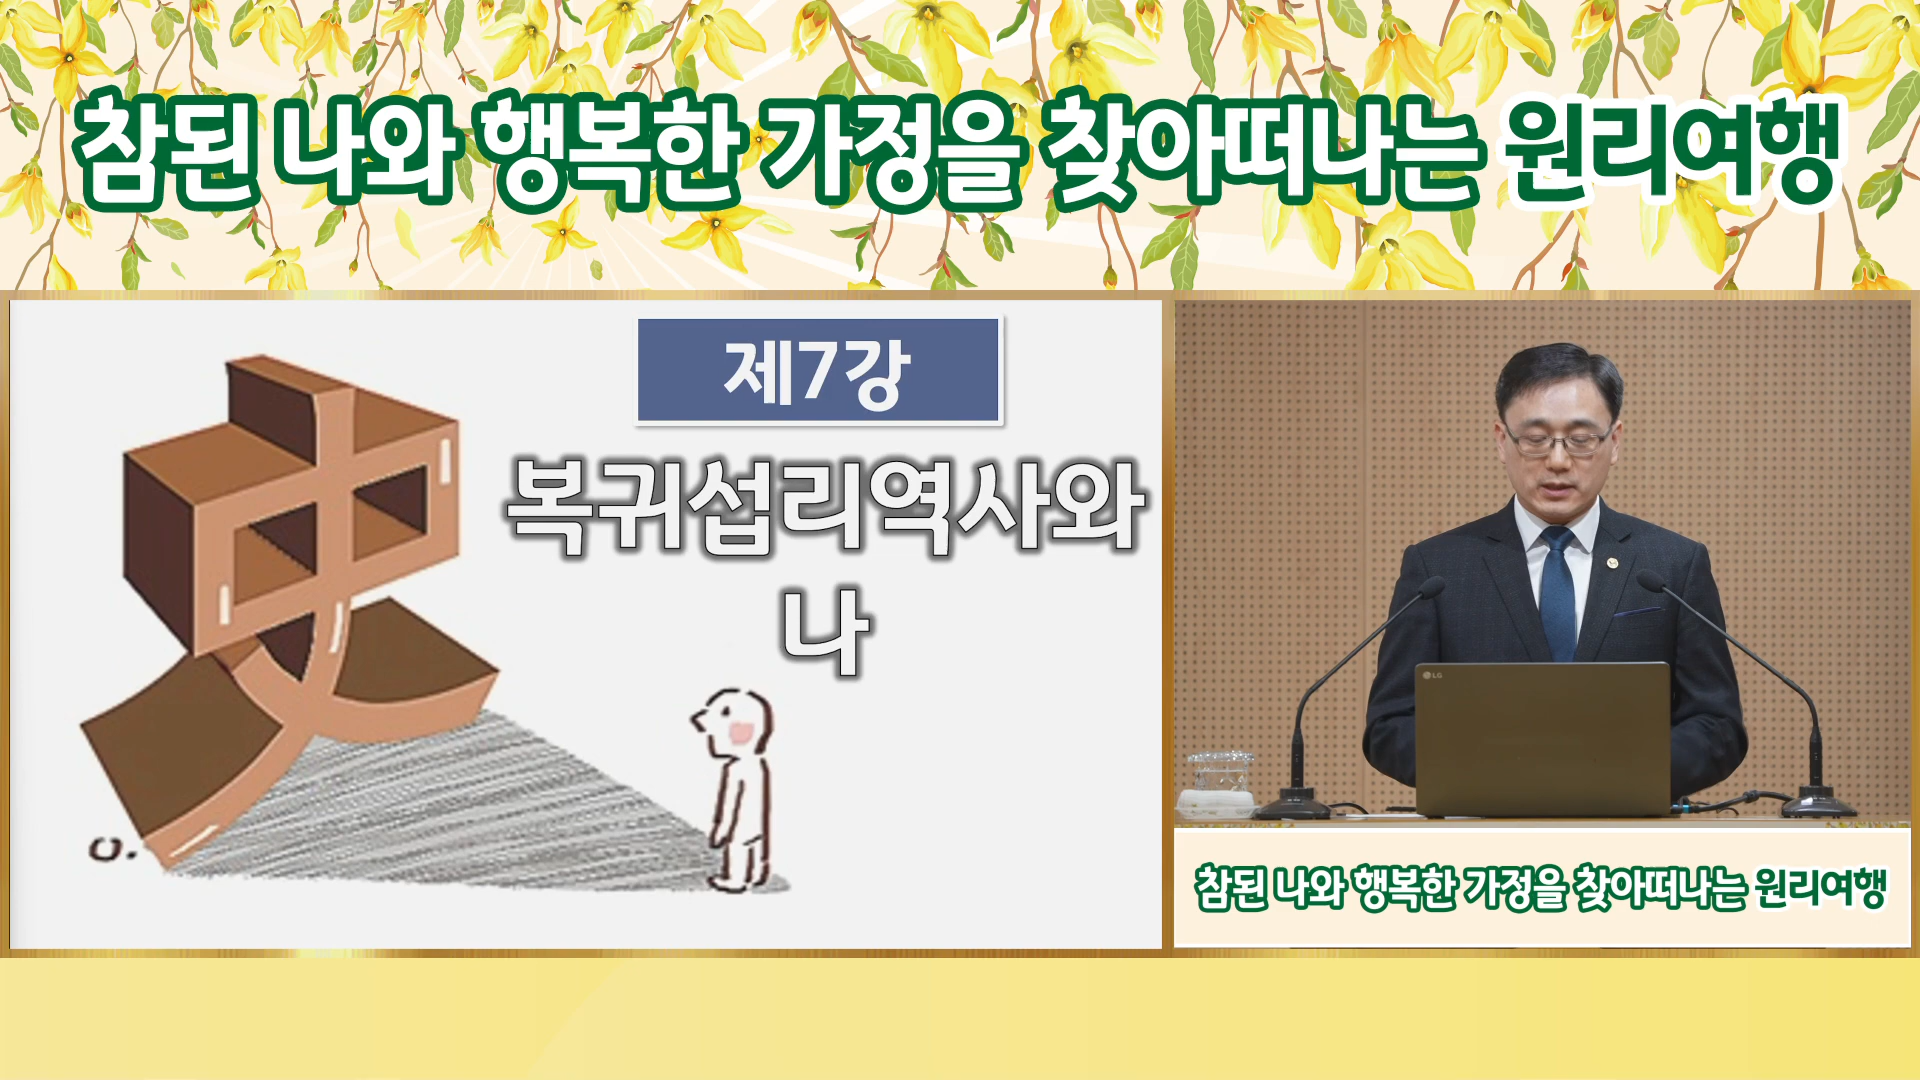 참된 나와 행복한 가정을 찾아떠나는 원리여행
제7강
복귀섭리역사와
나
史
LG
참된 나와 행복한 가정을 찾아떠나는 원리여행